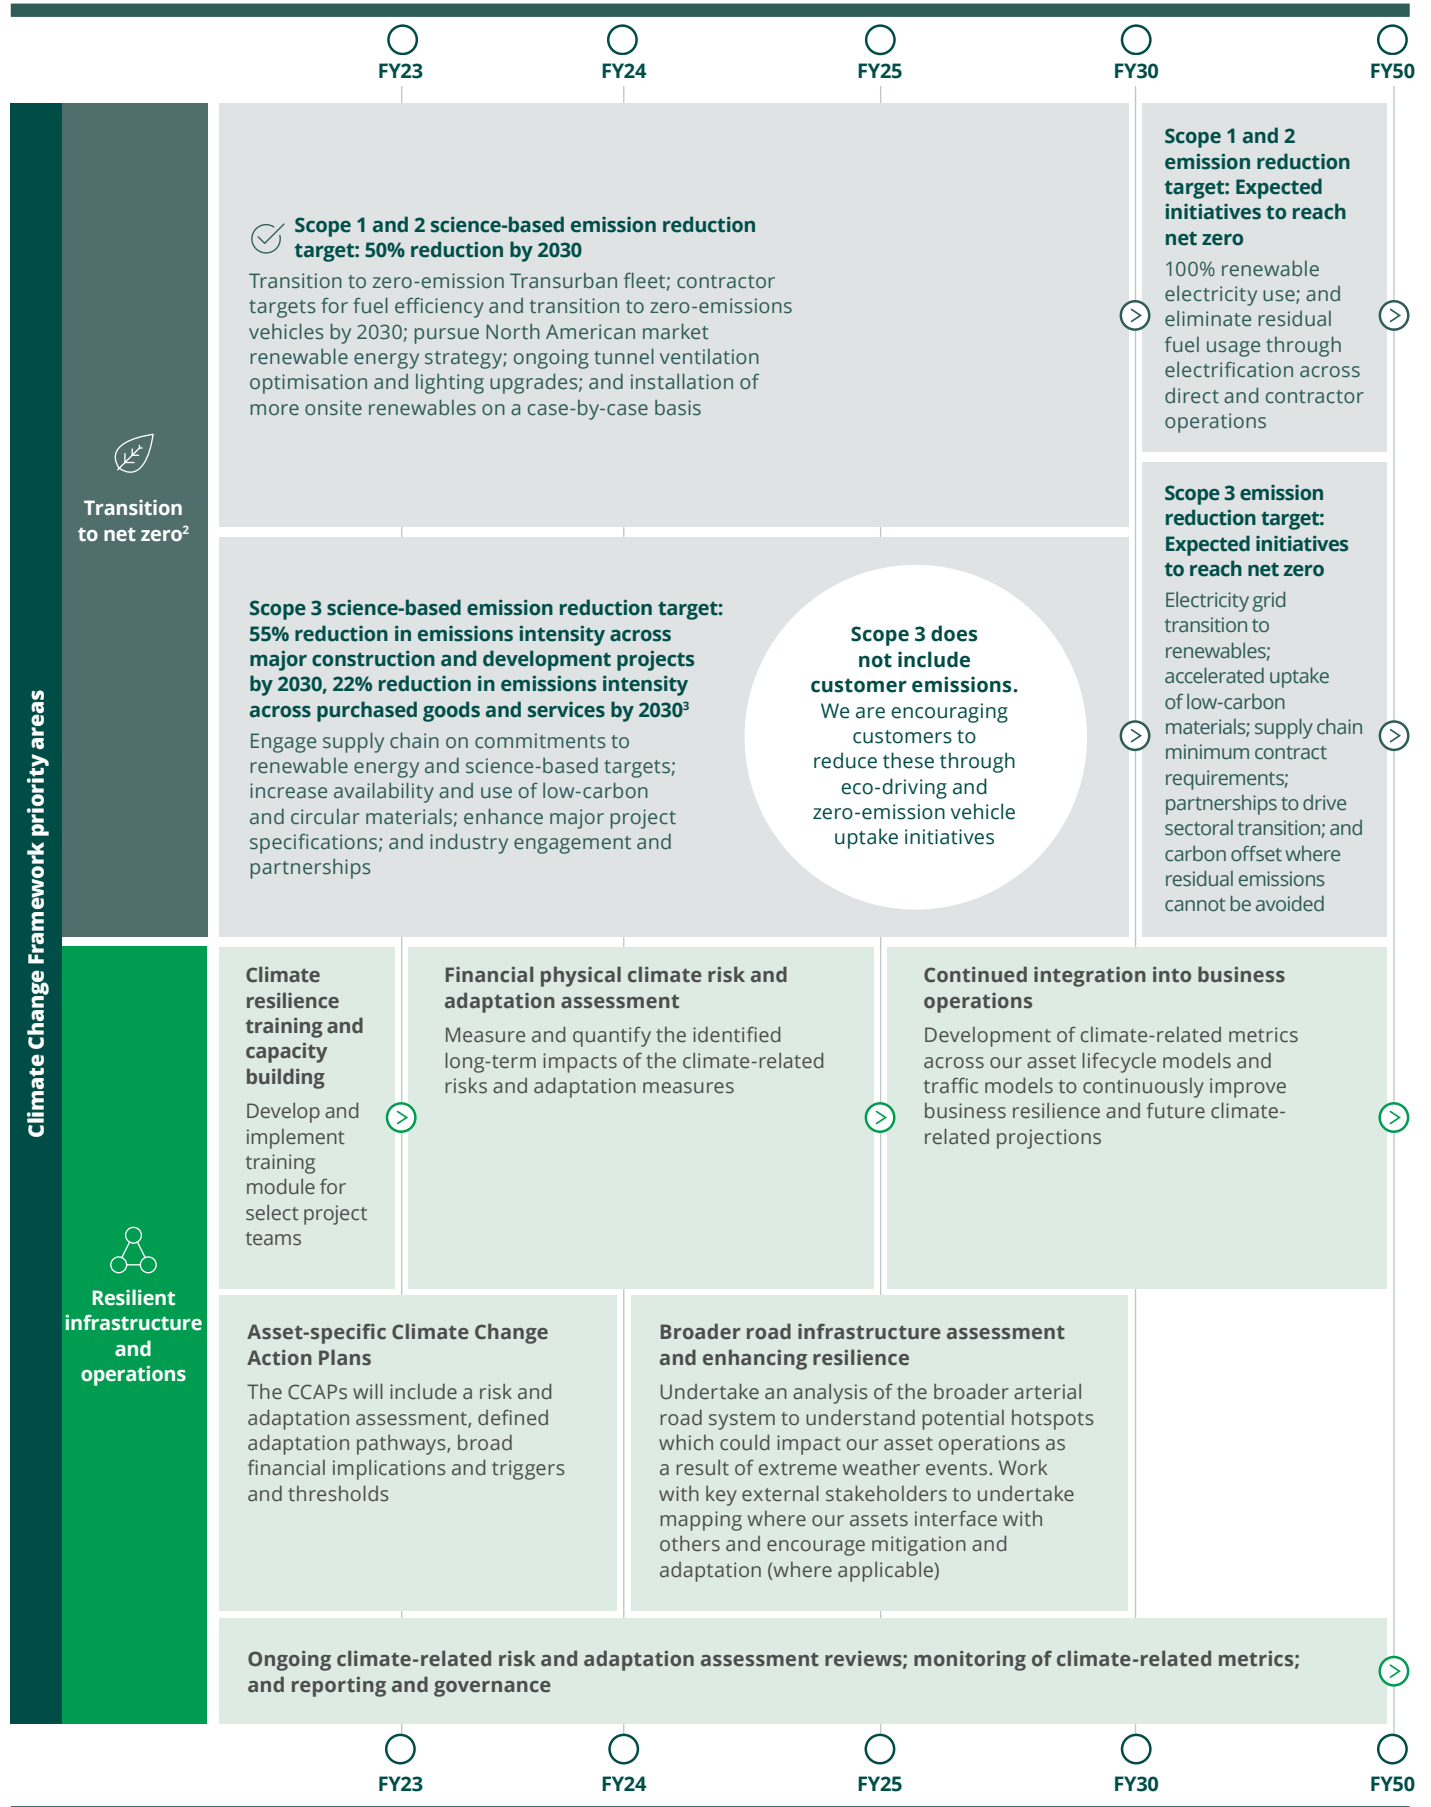 FY23
FY24
FY25
FY30
FY50
Climate Change Framework priority areas
Transition
to net zero²
Scope 1 and 2 science-based emission reduction
target: 50% reduction by 2030
Transition to zero-emission Transurban fleet; contractor
targets for fuel efficiency and transition to zero-emissions
vehicles by 2030; pursue North American market
renewable energy strategy; ongoing tunnel ventilation
optimisation and lighting upgrades; and installation of
more onsite renewables on a case-by-case basis
Scope 1 and 2
emission reduction
target: Expected
initiatives to reach
net zero
100% renewable
electricity use; and
eliminate residual
fuel usage through
electrification across
direct and contractor
operations
Scope 3 science-based emission reduction target:
55% reduction in emissions intensity across
major construction and development projects
by 2030, 22% reduction in emissions intensity
across purchased goods and services by 2030³
Engage supply chain on commitments to
renewable energy and science-based targets;
increase availability and use of low-carbon
and circular materials; enhance major project
specifications; and industry engagement and
partnerships
Scope 3 does
not include
customer emissions.
We are encouraging
customers to
reduce these through
eco-driving and
zero-emission vehicle
uptake initiatives
Scope 3 emission
reduction target:
Expected initiatives
to reach net zero
Electricity grid
transition to
renewables;
accelerated uptake
of low-carbon
materials; supply chain
minimum contract
requirements;
partnerships to drive
sectoral transition; and
carbon offset where
residual emissions
cannot be avoided
Resilient
infrastructure
and
operations
Climate
resilience
training and
capacity
building
Develop and
implement
training
module for
select project
teams
Financial physical climate risk and
adaptation assessment
Measure and quantify the identified
long-term impacts of the climate-related
risks and adaptation measures
Continued integration into business
operations
Development of climate-related metrics
across our asset lifecycle models and
traffic models to continuously improve
business resilience and future climate-
related projections
Asset-specific Climate Change
Action Plans
The CCAPs will include a risk and
adaptation assessment, defined
adaptation pathways, broad
financial implications and triggers
and thresholds
Broader road infrastructure assessment
and enhancing resilience
Undertake an analysis of the broader arterial
road system to understand potential hotspots
which could impact our asset operations as
a result of extreme weather events. Work
with key external stakeholders to undertake
mapping where our assets interface with
others and encourage mitigation and
adaptation (where applicable)
Ongoing climate-related risk and adaptation assessment reviews; monitoring of climate-related metrics;
and reporting and governance
FY23
FY24
FY25
FY30
FY50